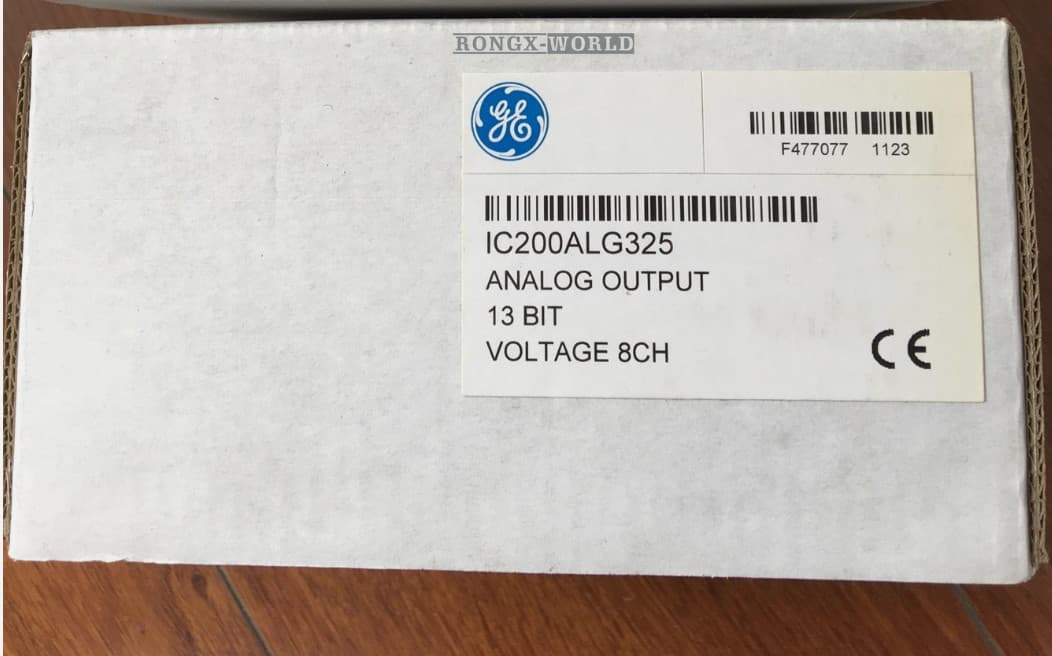 RONGX-WORLD
GE
F477077 1123
IC200ALG325
ANALOG OUTPUT
13 BIT
VOLTAGE 8CH
CE